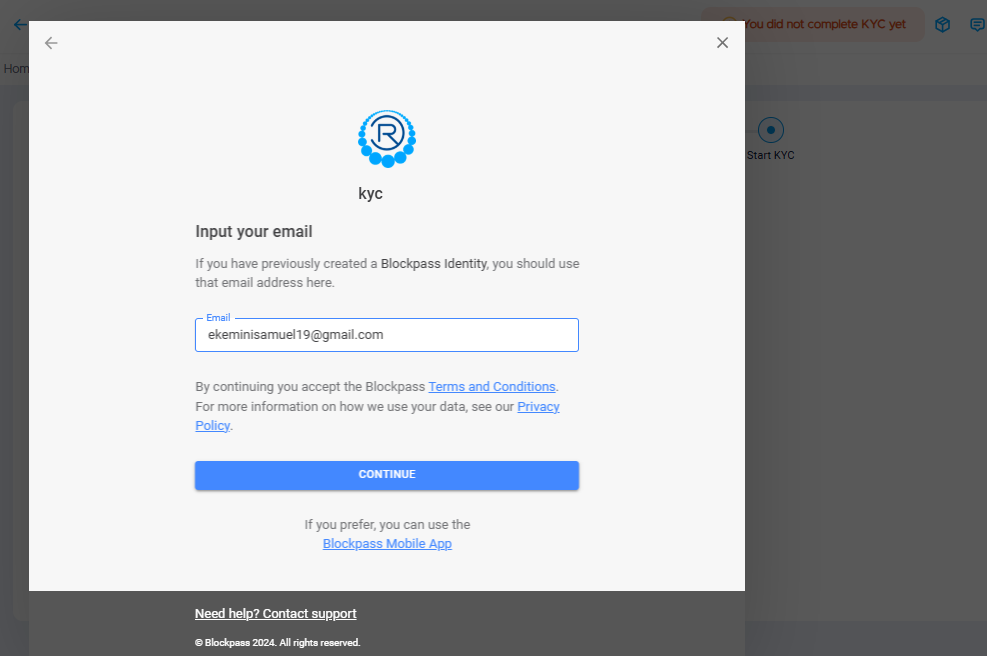 You did not complete KYC yet
Hom
Start KYC
kyc
Input your email
If you have previously created a Blockpass Identity, you should use
that email address here.
Email
ekeminisamuel19@gmail.com
By continuing you accept the Blockpass Terms and Conditions.
For more information on how we use your data, see our Privacy
Policy.
CONTINUE
If you prefer, you can use the
Blockpass Mobile App
Need help? Contact support
© Blockpass 2024. All rights reserved.